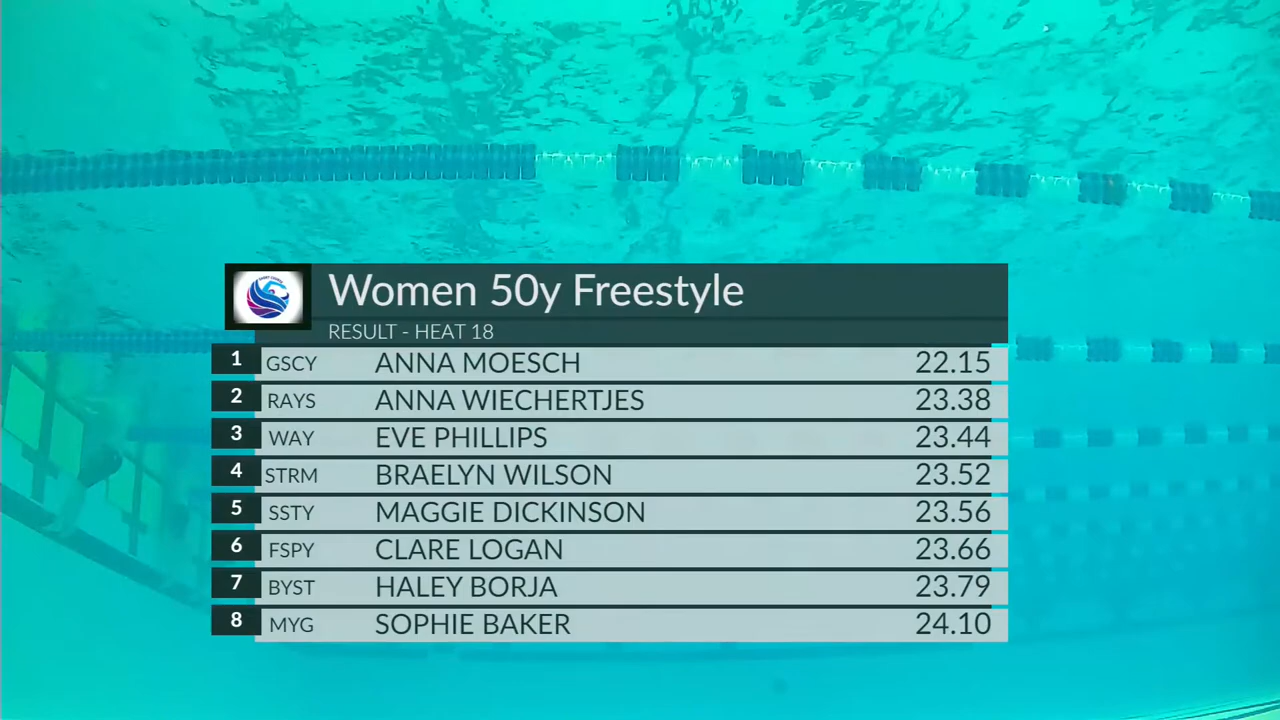 Women 50y Freestyle
RESULT - HEAT 18
1 GSCY ANNA MOESCH 22.15
2 RAYS ANNA WIECHERTJES 23.38
3 WAY EVE PHILLIPS 23.44
4 STRM BRAELYN WILSON 23.52
5 SSTY MAGGIE DICKINSON 23.56
6 FSPY CLARE LOGAN 23.66
7 BYST HALEY BORJA 23.79
8 MYG SOPHIE BAKER 24.10